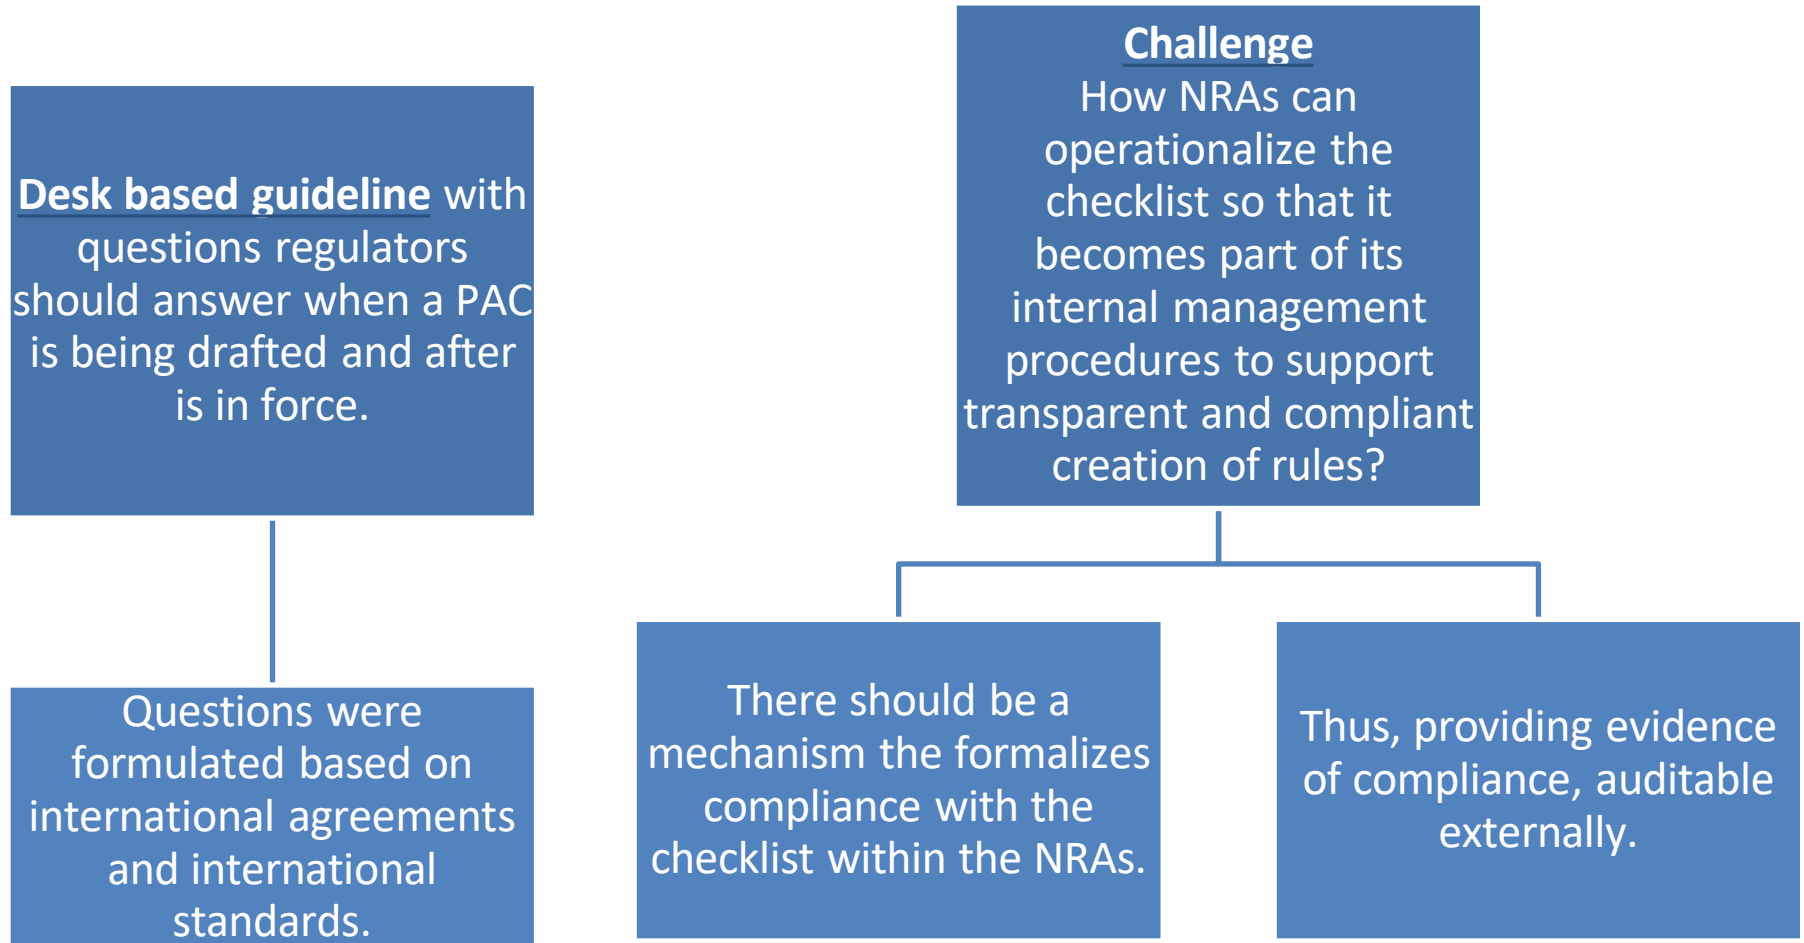 Desk based guideline with
questions regulators
should answer when a PAC
is being drafted and after
is in force.
Questions were
formulated based on
international agreements
and international
standards.
Challenge
How NRAs can
operationalize the
checklist so that it
becomes part of its
internal management
procedures to support
transparent and compliant
creation of rules?
There should be a
mechanism the formalizes
compliance with the
checklist within the NRAs.
Thus, providing evidence
of compliance, auditable
externally.